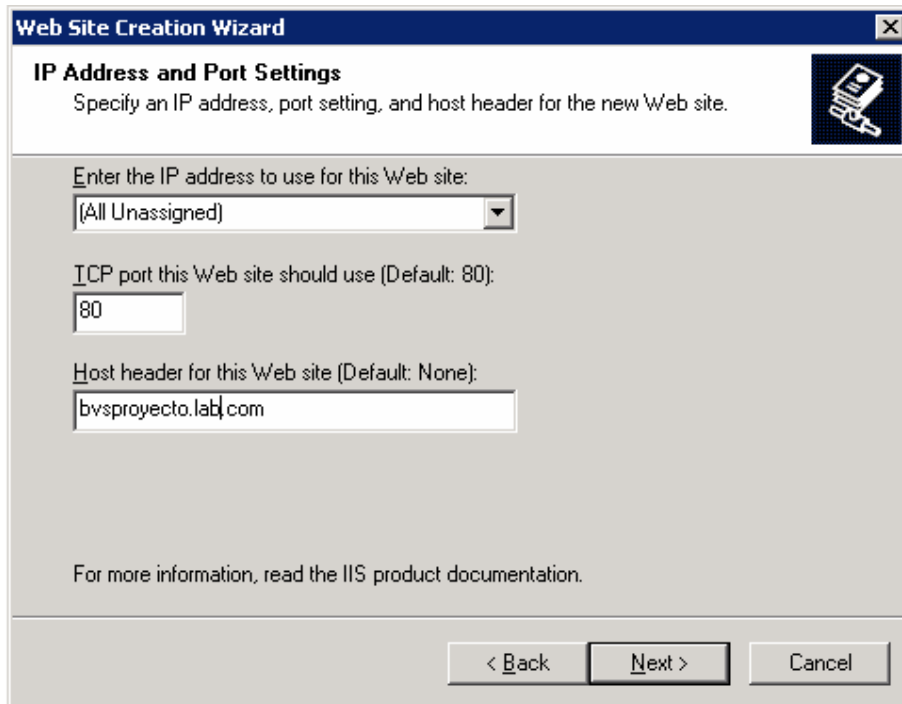 Web Site Creation Wizard
IP Address and Port Settings
Specify an IP address, port setting, and host header for the new Web site.
Enter the IP address to use for this Web site:
(All Unassigned)
TCP port this Web site should use (Default: 80):
80
Host header for this Web site (Default: None):
bvsproyecto.lab.com
For more information, read the IIS product documentation.
< Back Next > Cancel